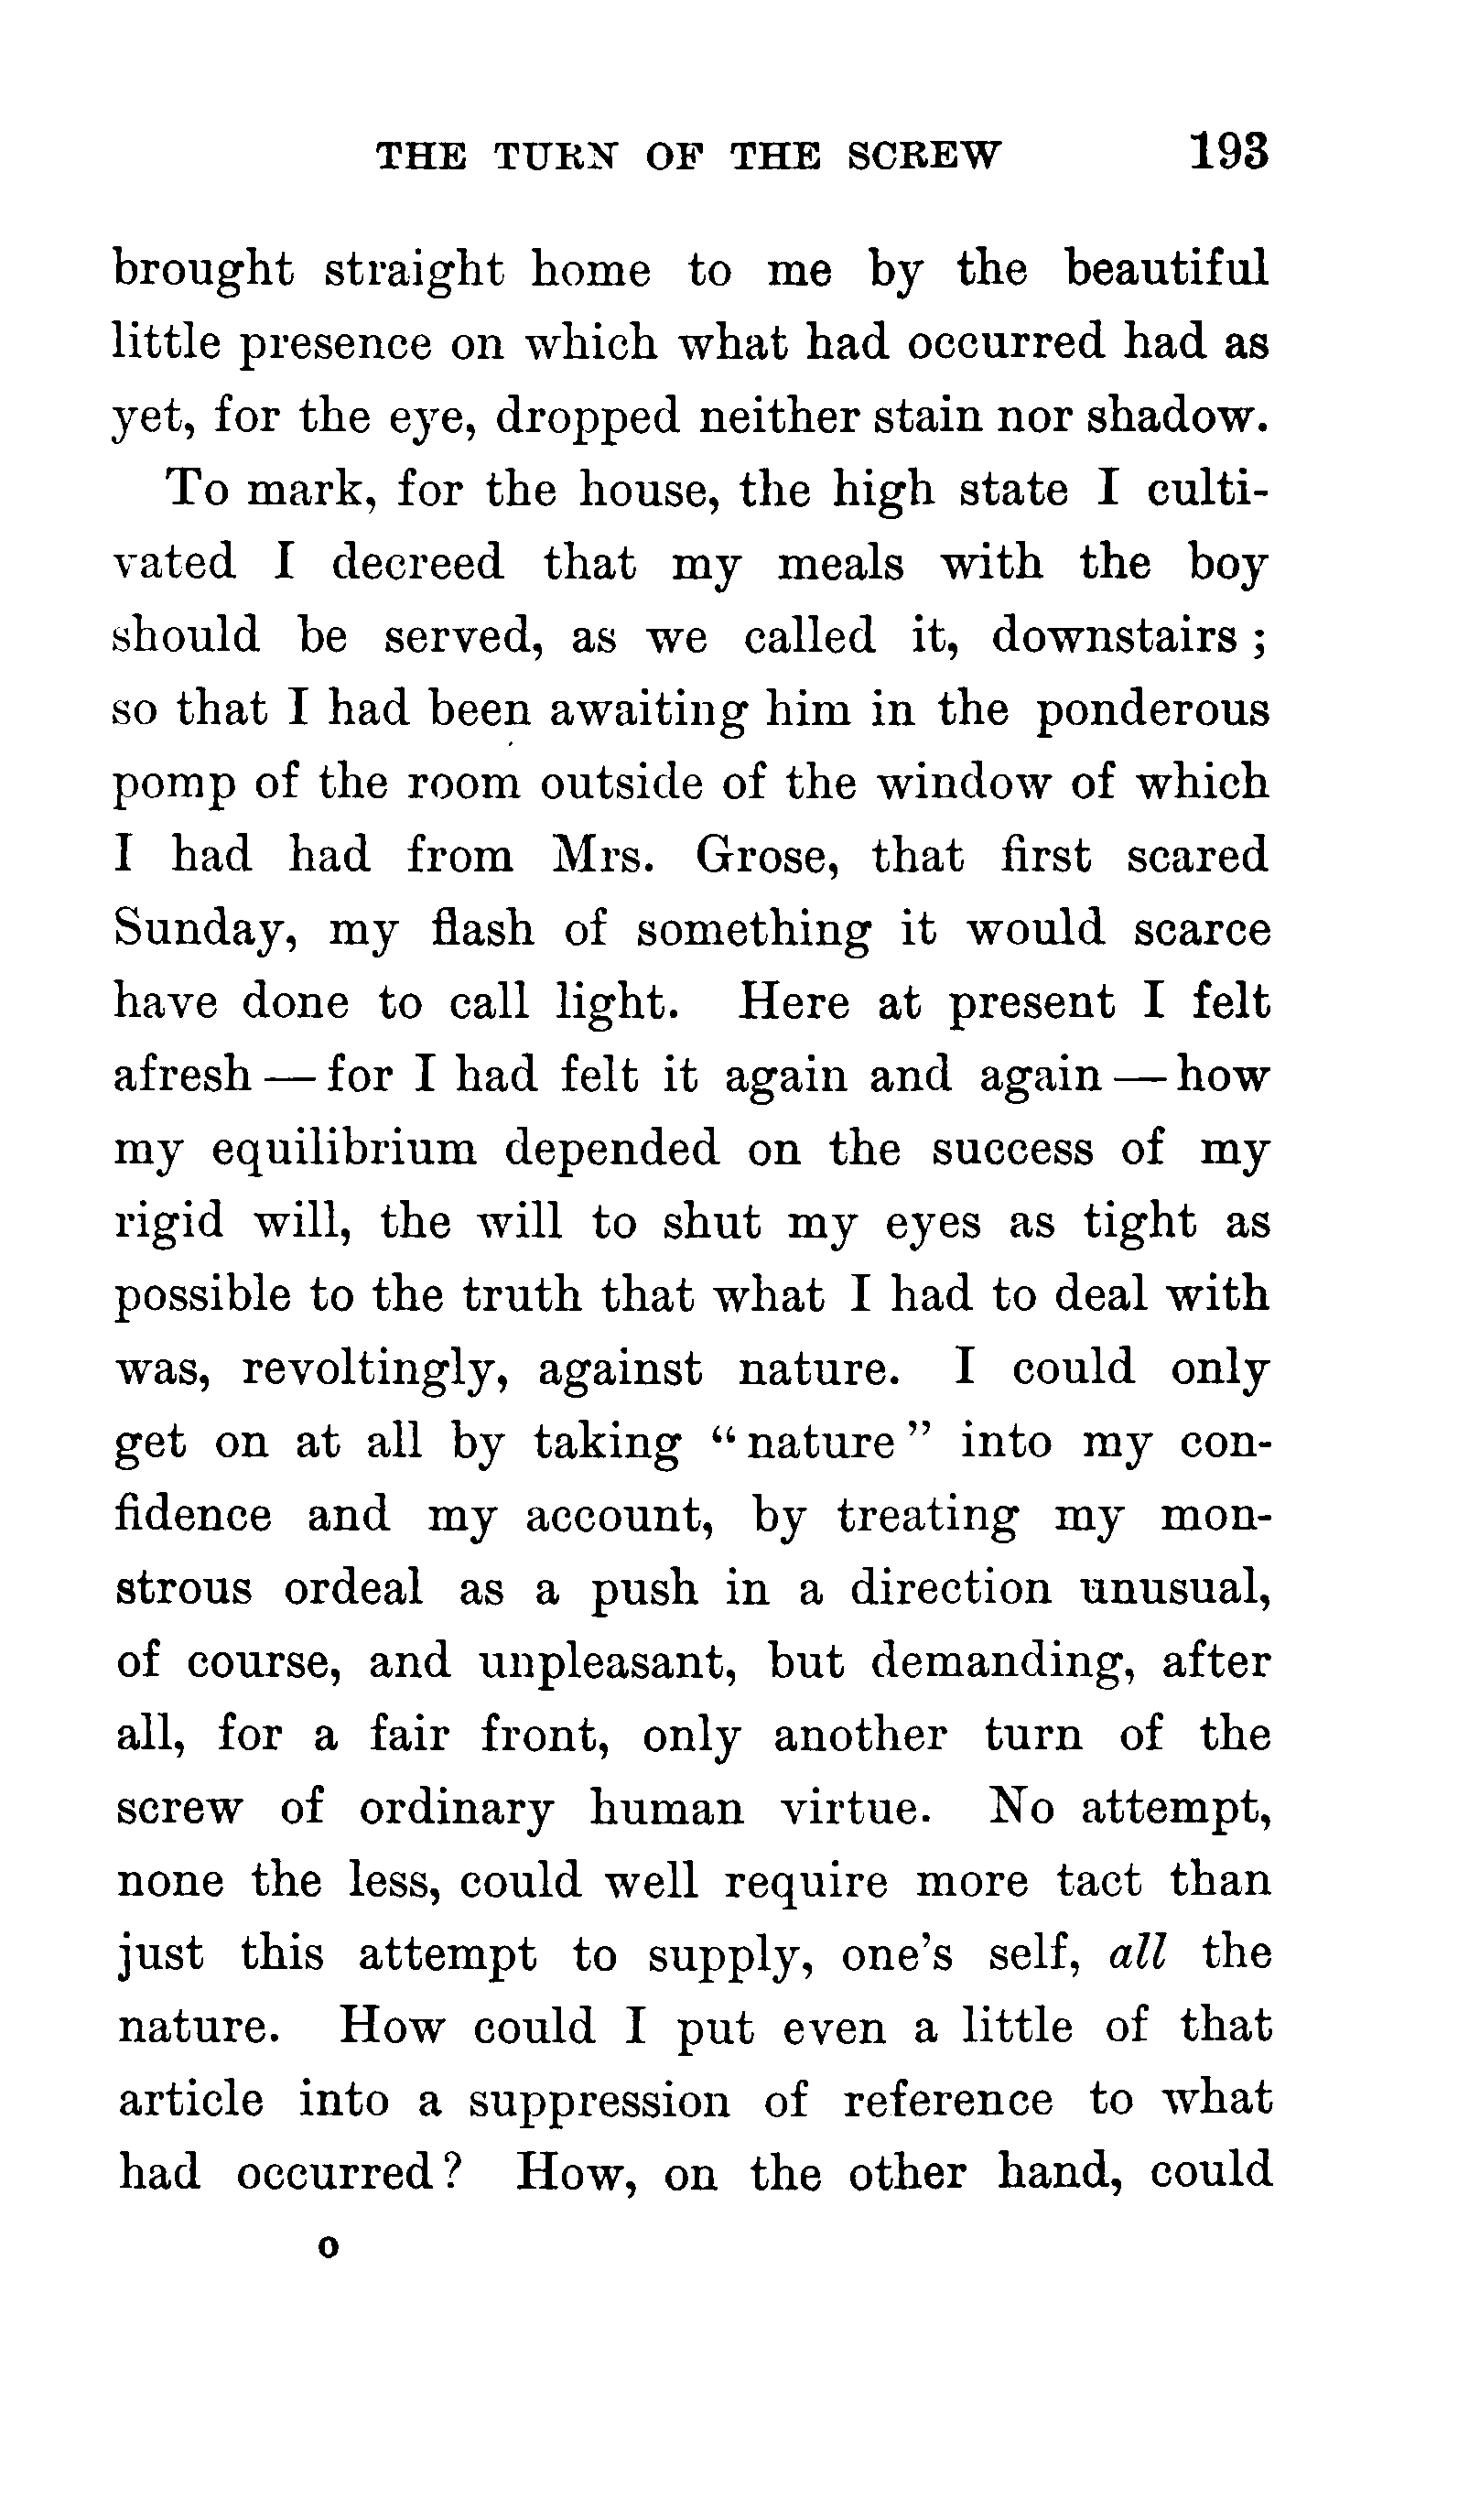 THE TURN OF THE SCREW 193
brought straight home to me by the beautiful
little presence on which what had occurred had as
yet, for the eye, dropped neither stain nor shadow.
To mark, for the house, the high state I culti-
vated I decreed that my meals with the boy
should be served, as we called it, downstairs ;
so that I had been awaiting him in the ponderous
pomp of the room outside of the window of which
I had had from Mrs. Grose, that first scared
Sunday, my flash of something it would scarce
have done to call light. Here at present I felt
afresh — for I had felt it again and again — how
my equilibrium depended on the success of my
rigid will, the will to shut my eyes as tight as
possible to the truth that what I had to deal with
was, revoltingly, against nature. I could only
get on at all by taking “ nature ” into my con-
fidence and my account, by treating my mon-
strous ordeal as a push in a direction unusual,
of course, and unpleasant, but demanding, after
all, for a fair front, only another turn of the
screw of ordinary human virtue. No attempt,
none the less, could well require more tact than
just this attempt to supply, one’s self, all the
nature. How could I put even a little of that
article into a suppression of reference to what
had occurred? How, on the other hand, could
O